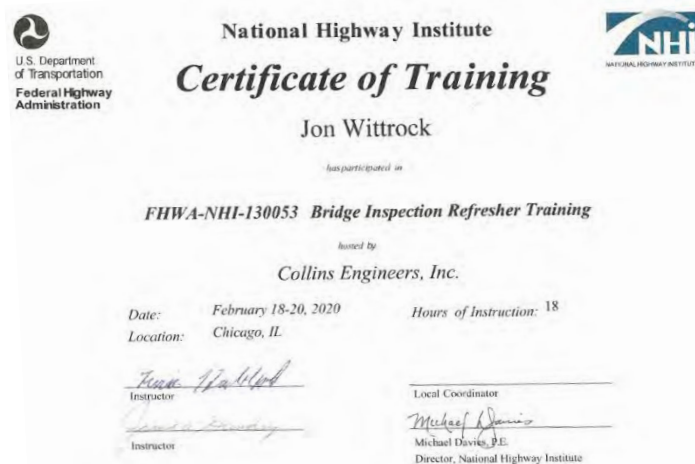 National Highway Institute
Certificate of Training
U.S. Department
of Transportation
Federal Highway
Administration
NHI
NATIONAL HIGHWAY INSTITUT
Jon Wittrock
has participated in
FHWA-NHI-130053 Bridge Inspection Refresher Training
hosted by
Collins Engineers, Inc.
Date: February 18-20, 2020
Hours of Instruction: 18
Location: Chicago, IL
Instructor
Local Coordinator
Michael Davies
Instructor
Michael Davies, P.E.
Director, National Highway Institute